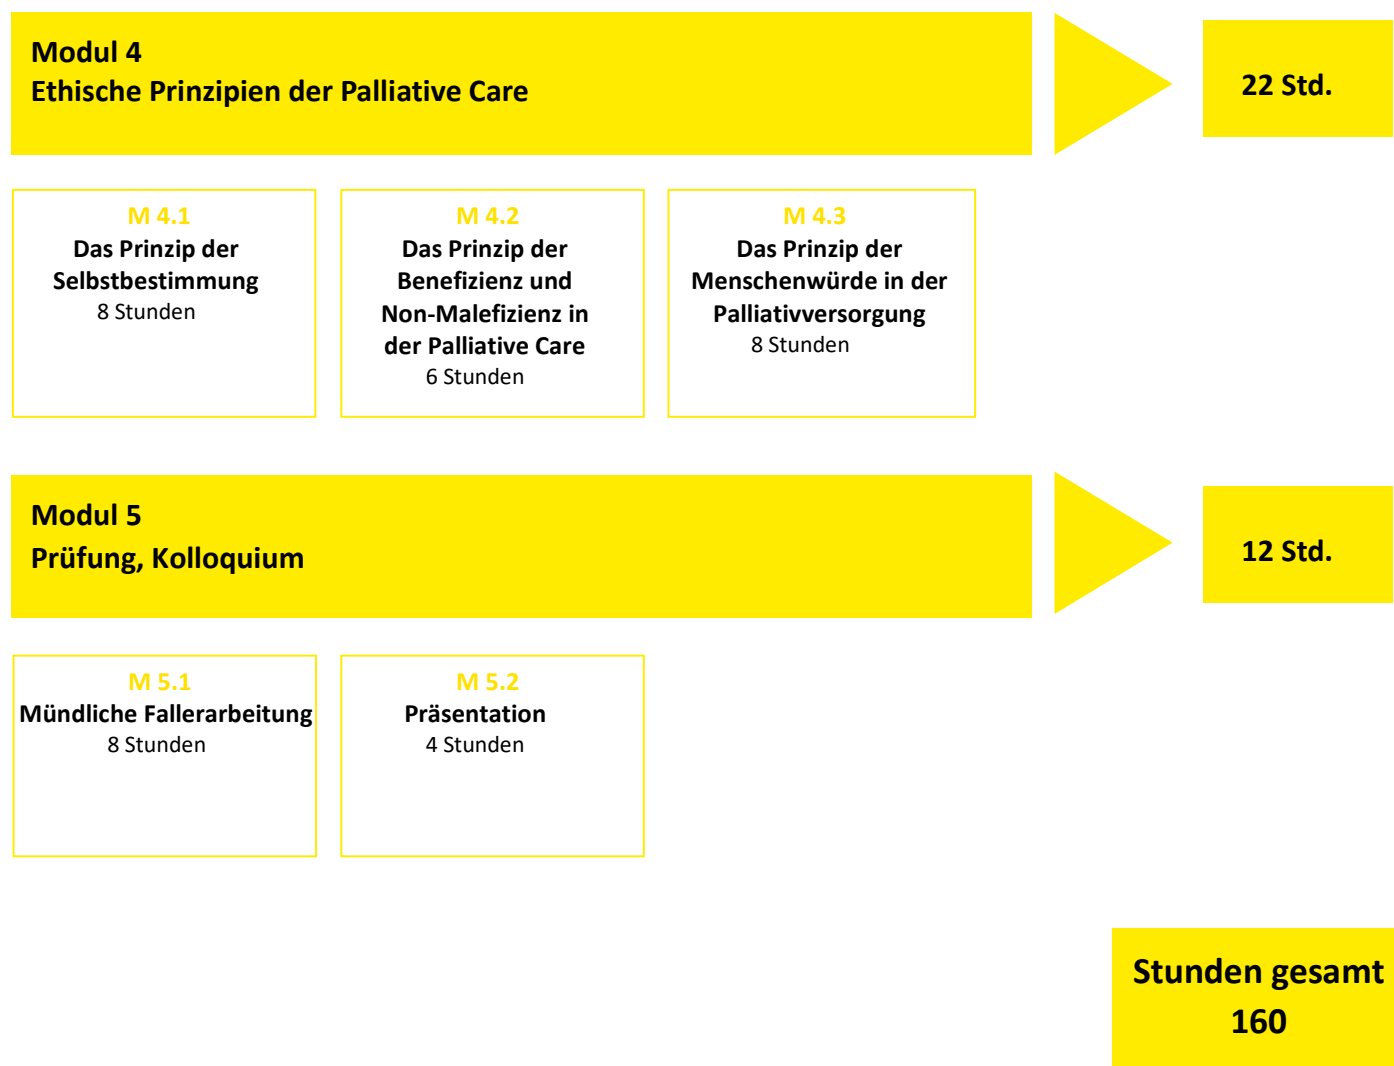 Modul 4
Ethische Prinzipien der Palliative Care
22 Std.
M 4.1
Das Prinzip der
Selbstbestimmung
8 Stunden
M 4.2
Das Prinzip der
Benefizienz und
Non-Malefizienz in
der Palliative Care
6 Stunden
M 4.3
Das Prinzip der
Menschenwürde in der
Palliativversorgung
8 Stunden
Modul 5
Prüfung, Kolloquium
12 Std.
M 5.1
Mündliche Fallerarbeitung
8 Stunden
M 5.2
Präsentation
4 Stunden
Stunden gesamt
160